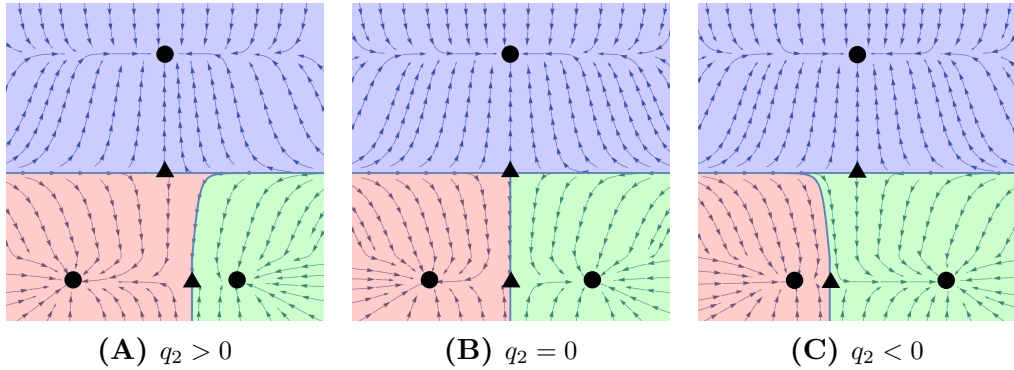 (A) q₂ > 0
(B) q₂ = 0
(C) q₂ < 0